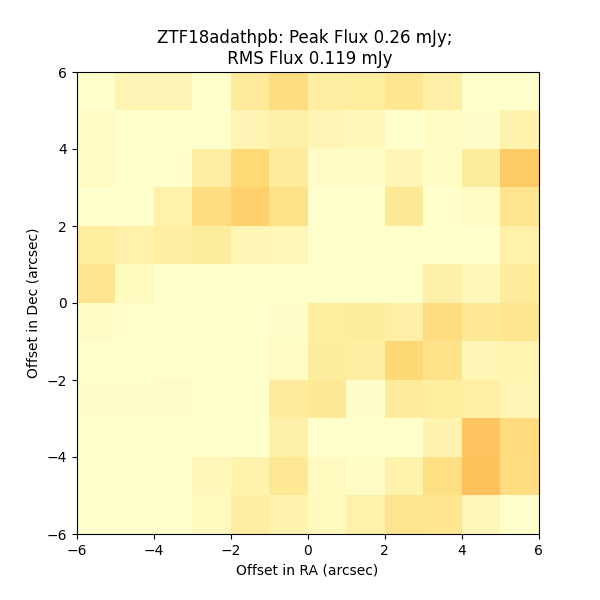 ZTF18adathpb: Peak Flux 0.26 mJy;
RMS Flux 0.119 mJy
6
4
2
0
−2
−4
−6
Offset in Dec (arcsec)
−6 −4 −2 0 2 4 6
Offset in RA (arcsec)